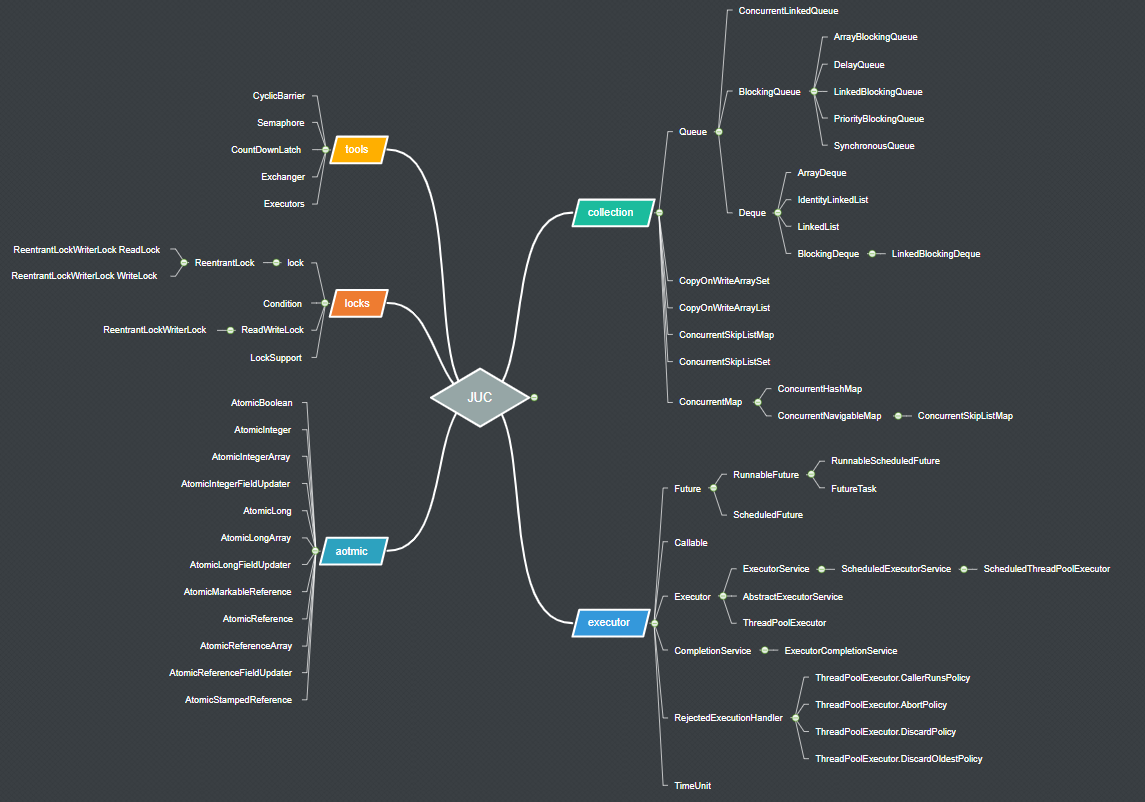 JUC
tools
CyclicBarrier
Semaphore
CountDownLatch
Exchanger
Executors
locks
lock
ReentrantLock
ReentrantLockWriterLock ReadLock
ReentrantLockWriterLock WriteLock
Condition
ReadWriteLock
ReentrantLockWriterLock
LockSupport
aotmic
AtomicBoolean
AtomicInteger
AtomicIntegerArray
AtomicIntegerFieldUpdater
AtomicLong
AtomicLongArray
AtomicLongFieldUpdater
AtomicMarkableReference
AtomicReference
AtomicReferenceArray
AtomicReferenceFieldUpdater
AtomicStampedReference
collection
Queue
ConcurrentLinkedQueue
BlockingQueue
ArrayBlockingQueue
DelayQueue
LinkedBlockingQueue
PriorityBlockingQueue
SynchronousQueue
Deque
ArrayDeque
IdentityLinkedList
LinkedList
BlockingDeque
LinkedBlockingDeque
CopyOnWriteArraySet
CopyOnWriteArrayList
ConcurrentSkipListMap
ConcurrentSkipListSet
ConcurrentMap
ConcurrentHashMap
ConcurrentNavigableMap
ConcurrentSkipListMap
executor
Future
RunnableFuture
RunnableScheduledFuture
FutureTask
ScheduledFuture
Callable
Executor
ExecutorService
ScheduledExecutorService
ScheduledThreadPoolExecutor
AbstractExecutorService
ThreadPoolExecutor
CompletionService
ExecutorCompletionService
RejectedExecutionHandler
ThreadPoolExecutor.CallerRunsPolicy
ThreadPoolExecutor.AbortPolicy
ThreadPoolExecutor.DiscardPolicy
ThreadPoolExecutor.DiscardOldestPolicy
TimeUnit